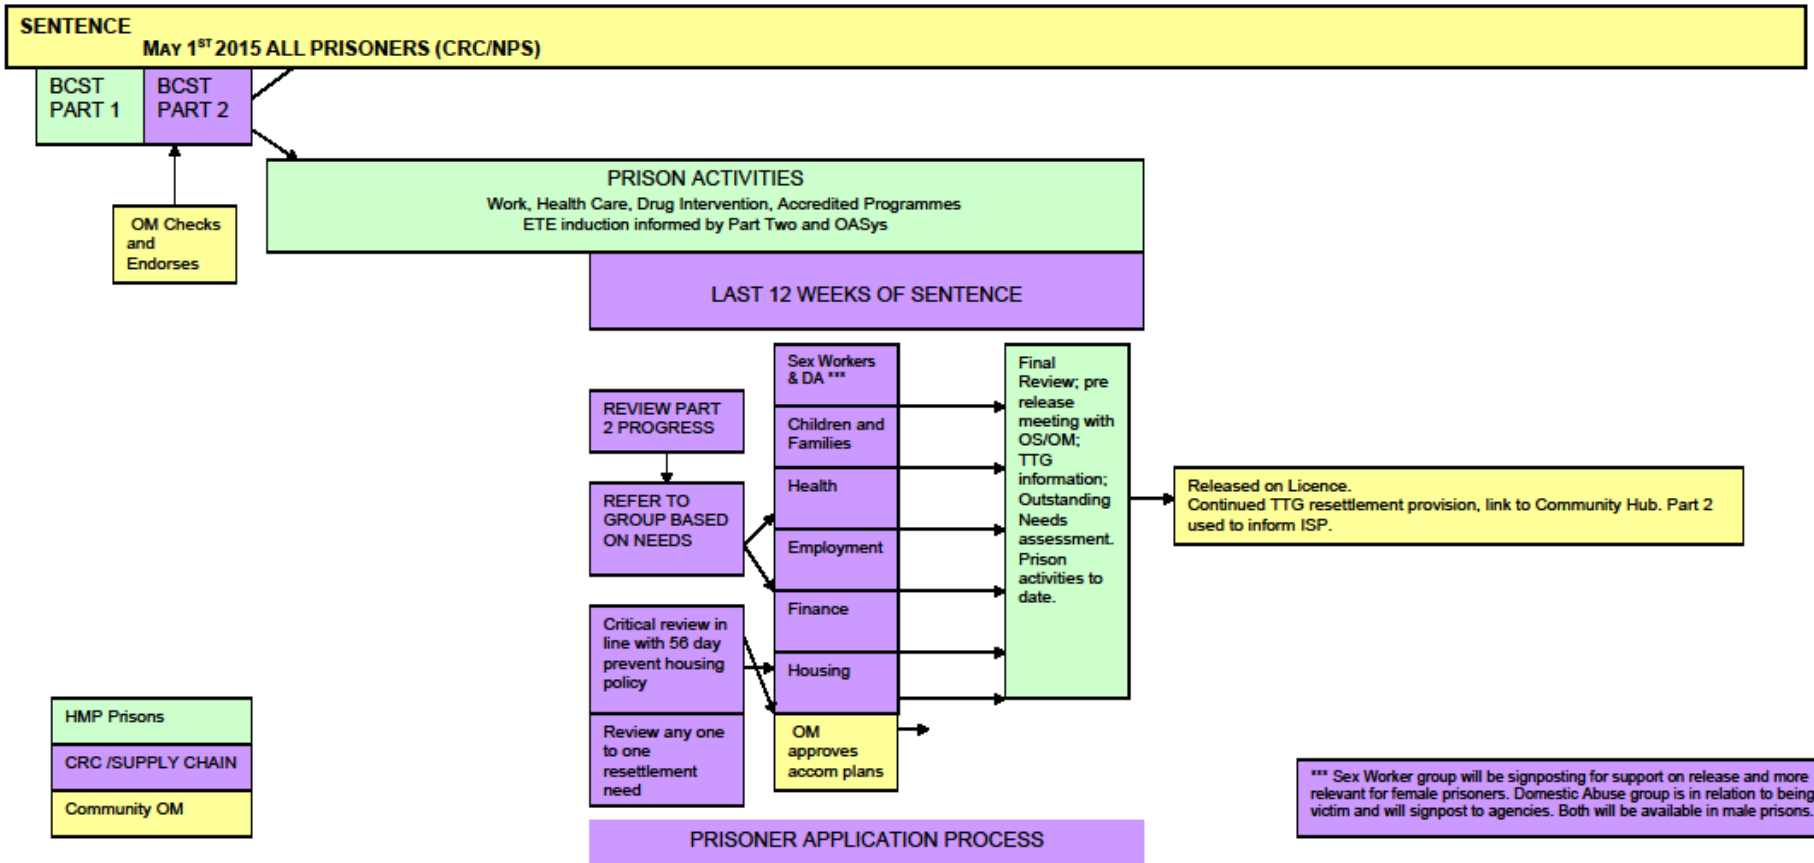 SENTENCE
MAY 1ST 2015 ALL PRISONERS (CRC/NPS)
BCST
PART 1
BCST
PART 2
OM Checks
and
Endorses
PRISON ACTIVITIES
Work, Health Care, Drug Intervention, Accredited Programmes
ETE induction informed by Part Two and OASys
LAST 12 WEEKS OF SENTENCE
REVIEW PART
2 PROGRESS
REFER TO
GROUP BASED
ON NEEDS
Critical review in
line with 56 day
prevent housing
policy
Review any one
to one
resettlement
need
Sex Workers
& DA ***
Children and
Families
Health
Employment
Finance
Housing
OM
approves
accom plans
Final
Review; pre
release
meeting with
OS/OM;
TTG
information;
Outstanding
Needs
assessment.
Prison
activities to
date.
Released on Licence.
Continued TTG resettlement provision, link to Community Hub. Part 2
used to inform ISP.
HMP Prisons
CRC /SUPPLY CHAIN
Community OM
*** Sex Worker group will be signposting for support on release and more
relevant for female prisoners. Domestic Abuse group is in relation to being
victim and will signpost to agencies. Both will be available in male prisons.
PRISONER APPLICATION PROCESS